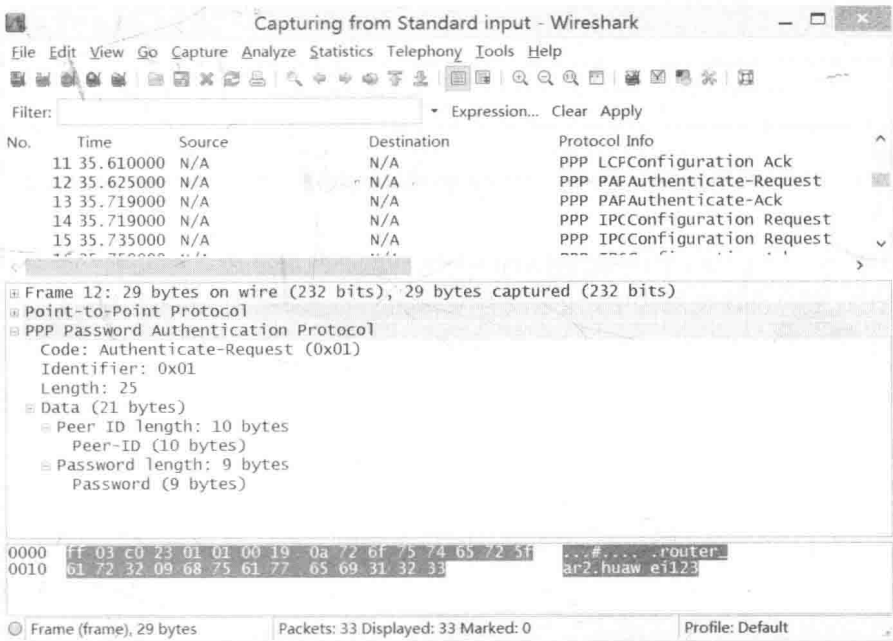 Capturing from Standard input - Wireshark
File Edit View Go Capture Analyze Statistics Telephony Tools Help
Filter: Expression... Clear Apply
No. Time Source Destination Protocol Info
11 35.610000 N/A N/A PPP LCP Configuration Ack
12 35.625000 N/A N/A PPP PAP Authenticate-Request
13 35.719000 N/A N/A PPP PAP Authenticate-Ack
14 35.719000 N/A N/A PPP IPC Configuration Request
15 35.735000 N/A N/A PPP IPC Configuration Request
Frame 12: 29 bytes on wire (232 bits), 29 bytes captured (232 bits)
Point-to-Point Protocol
PPP Password Authentication Protocol
Code: Authenticate-Request (0x01)
Identifier: 0x01
Length: 25
Data (21 bytes)
Peer ID length: 10 bytes
Peer-ID (10 bytes)
Password length: 9 bytes
Password (9 bytes)
0000 ff 03 c0 23 01 01 00 19 0a 72 6f 75 74 65 72 5f ...#.... .router_
0010 61 72 32 09 68 75 61 77 65 69 31 32 33 ar2.huaw ei123
Frame (frame), 29 bytes Packets: 33 Displayed: 33 Marked: 0 Profile: Default